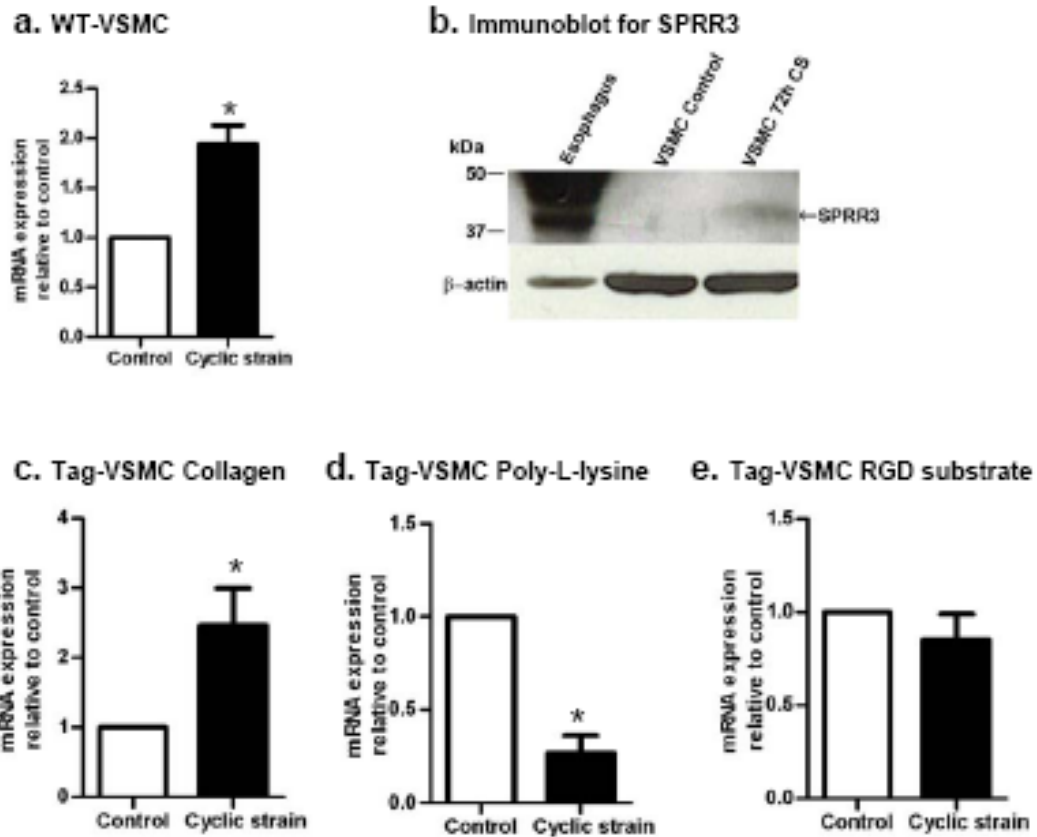 a. WT-VSMC
mRNA expression
relative to control
2.5
2.0
1.5
1.0
0.5
0.0
*
Control Cyclic strain
b. Immunoblot for SPRR3
Esophagus
VSMC Control
VSMC 72h CS
kDa
50
37
←SPRR3
β-actin
c. Tag-VSMC Collagen
mRNA expression
relative to control
4
3
2
1
0
*
Control Cyclic strain
d. Tag-VSMC Poly-L-lysine
mRNA expression
relative to control
1.5
1.0
0.5
0.0
*
Control Cyclic strain
e. Tag-VSMC RGD substrate
mRNA expression
relative to control
1.5
1.0
0.5
0.0
Control Cyclic strain